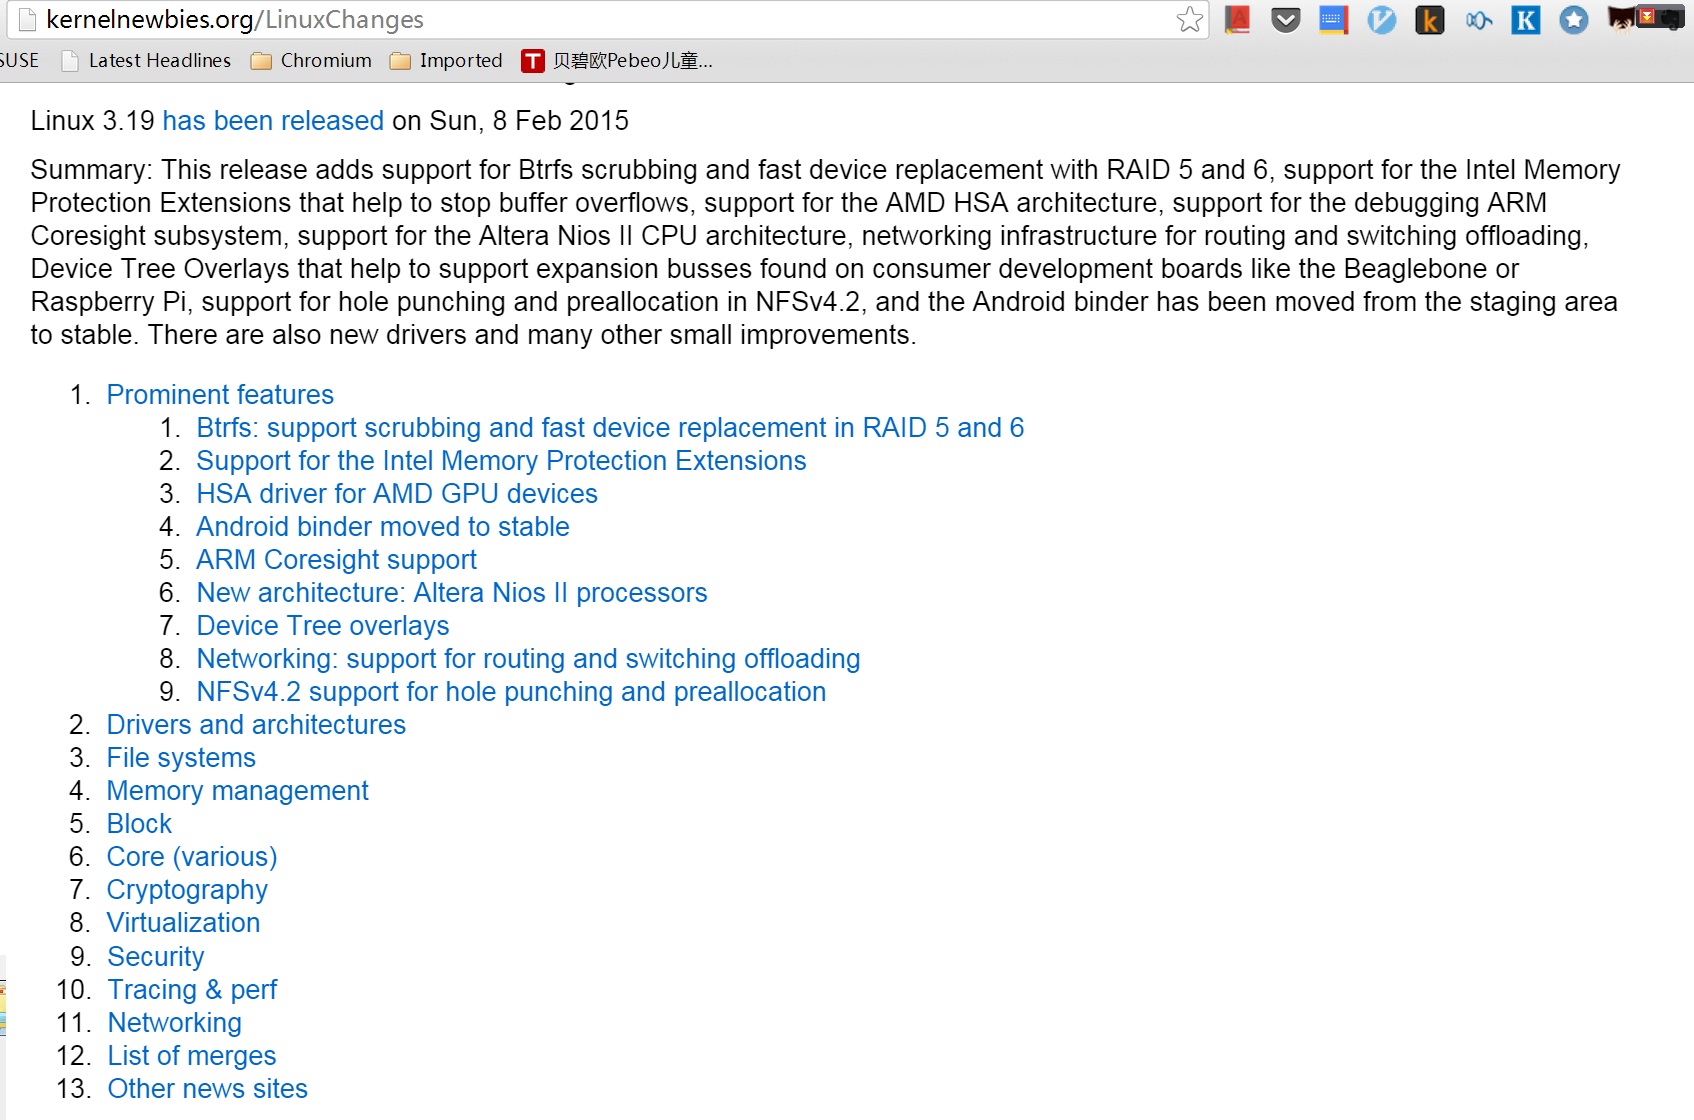 kernelnewbies.org/LinuxChanges
SUSE Latest Headlines Chromium Imported T 贝碧欧Pebeo儿童...
Linux 3.19 has been released on Sun, 8 Feb 2015
Summary: This release adds support for Btrfs scrubbing and fast device replacement with RAID 5 and 6, support for the Intel Memory
Protection Extensions that help to stop buffer overflows, support for the AMD HSA architecture, support for the debugging ARM
Coresight subsystem, support for the Altera Nios II CPU architecture, networking infrastructure for routing and switching offloading,
Device Tree Overlays that help to support expansion busses found on consumer development boards like the Beaglebone or
Raspberry Pi, support for hole punching and preallocation in NFSv4.2, and the Android binder has been moved from the staging area
to stable. There are also new drivers and many other small improvements.
1. Prominent features
1. Btrfs: support scrubbing and fast device replacement in RAID 5 and 6
2. Support for the Intel Memory Protection Extensions
3. HSA driver for AMD GPU devices
4. Android binder moved to stable
5. ARM Coresight support
6. New architecture: Altera Nios II processors
7. Device Tree overlays
8. Networking: support for routing and switching offloading
9. NFSv4.2 support for hole punching and preallocation
2. Drivers and architectures
3. File systems
4. Memory management
5. Block
6. Core (various)
7. Cryptography
8. Virtualization
9. Security
10. Tracing & perf
11. Networking
12. List of merges
13. Other news sites